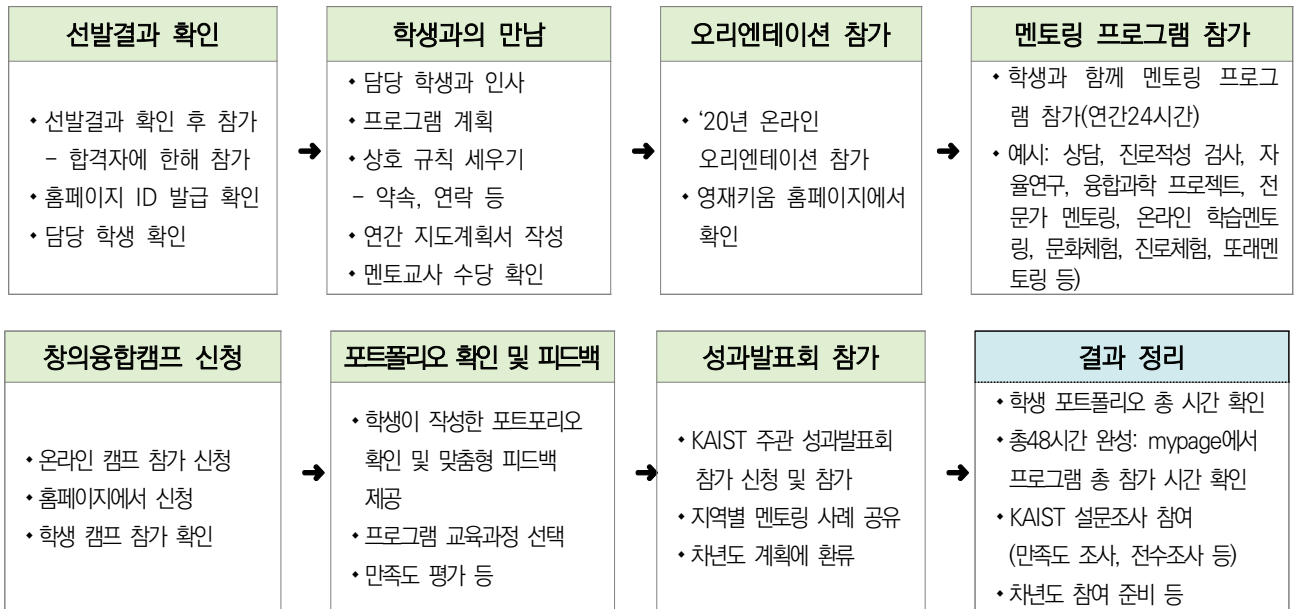 선발결과 확인
• 선발결과 확인 후 참가
- 합격자에 한해 참가
• 홈페이지 ID 발급 확인
• 담당 학생 확인
➜
학생과의 만남
• 담당 학생과 인사
• 프로그램 계획
• 상호 규칙 세우기
- 약속, 연락 등
• 연간 지도계획서 작성
• 멘토교사 수당 확인
➜
오리엔테이션 참가
• ‘20년 온라인
오리엔테이션 참가
• 영재키움 홈페이지에서
확인
➜
멘토링 프로그램 참가
• 학생과 함께 멘토링 프로그
램 참가(연간24시간)
• 예시: 상담, 진로적성 검사, 자
율연구, 융합과학 프로젝트, 전
문가 멘토링, 온라인 학습멘토
링, 문화체험, 진로체험, 또래멘
토링 등)
창의융합캠프 신청
• 온라인 캠프 참가 신청
• 홈페이지에서 신청
• 학생 캠프 참가 확인
➜
포트폴리오 확인 및 피드백
• 학생이 작성한 포트포리오
확인 및 맞춤형 피드백
제공
• 프로그램 교육과정 선택
• 만족도 평가 등
➜
성과발표회 참가
• KAIST 주관 성과발표회
참가 신청 및 참가
• 지역별 멘토링 사례 공유
• 차년도 계획에 환류
➜
결과 정리
• 학생 포트폴리오 총 시간 확인
• 총48시간 완성: mypage에서
프로그램 총 참가 시간 확인
• KAIST 설문조사 참여
(만족도 조사, 전수조사 등)
• 차년도 참여 준비 등